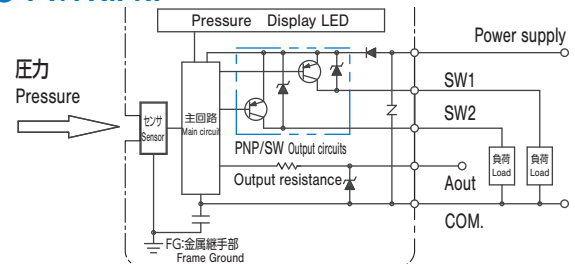 Pressure Display LED
Power supply
圧力
Pressure
SW1
センサ
Sensor
主回路
Main circuit
SW2
PNP/SW Output circuits
負荷
Load
負荷
Load
Output resistance
Aout
COM.
FG:金属継手部
Frame Ground